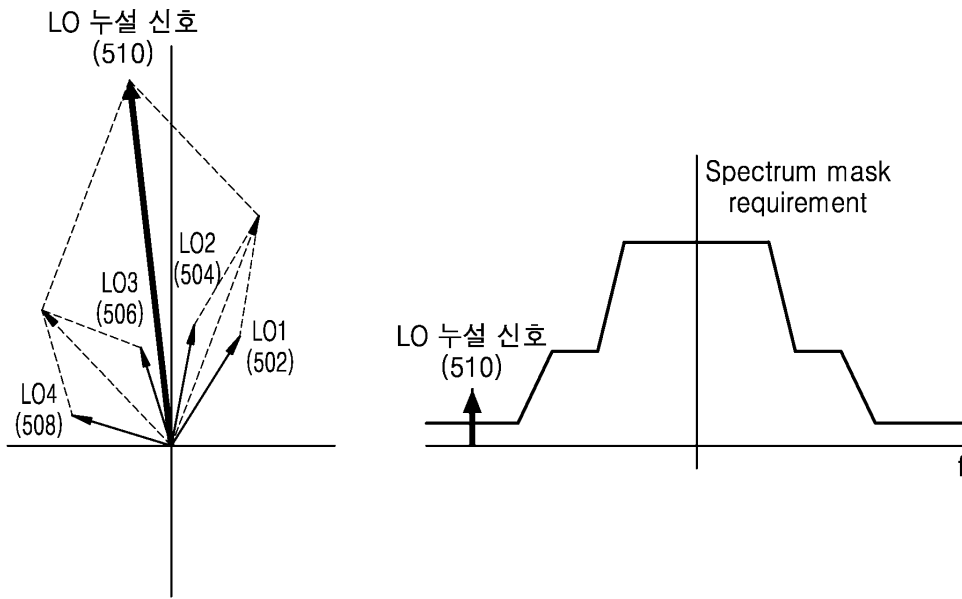 LO 누설 신호
(510)
LO2
(504)
LO3
(506)
LO1
(502)
LO4
(508)
Spectrum mask
requirement
LO 누설 신호
(510)
f